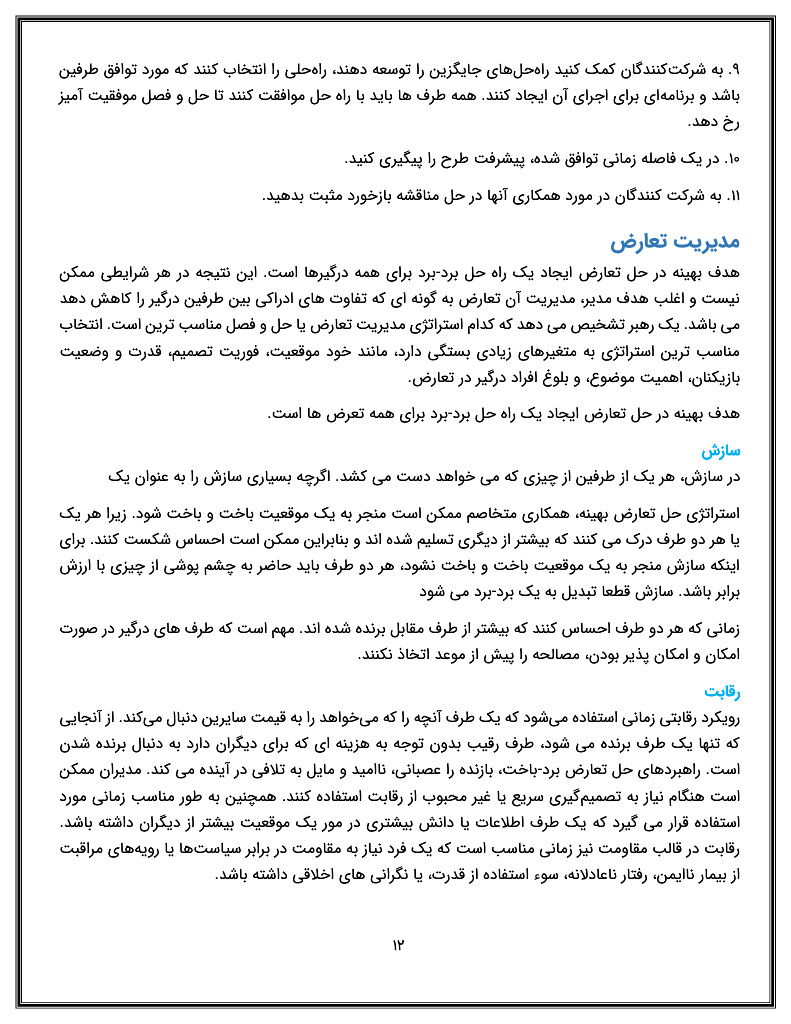 ۹. به شرکت‌کنندگان کمک کنید راه‌حل‌های جایگزین را توسعه دهند، راه‌حلی را انتخاب کنند که مورد توافق طرفین
باشد و برنامه‌ای برای اجرای آن ایجاد کنند. همه طرف ها باید با راه حل موافقت کنند تا حل و فصل موفقیت آمیز
رخ دهد.
۱۰. در یک فاصله زمانی توافق شده، پیشرفت طرح را پیگیری کنید.
۱۱. به شرکت کنندگان در مورد همکاری آنها در حل مناقشه بازخورد مثبت بدهید.
مدیریت تعارض
هدف بهینه در حل تعارض ایجاد یک راه حل برد-برد برای همه درگیرها است. این نتیجه در هر شرایطی ممکن
نیست و اغلب هدف مدیر، مدیریت آن تعارض به گونه ای که تفاوت های ادراکی بین طرفین درگیر را کاهش دهد
می باشد. یک رهبر تشخیص می دهد که کدام استراتژی مدیریت تعارض یا حل و فصل مناسب ترین است. انتخاب
مناسب ترین استراتژی به متغیرهای زیادی بستگی دارد، مانند خود موقعیت، فوریت تصمیم، قدرت و وضعیت
بازیکنان، اهمیت موضوع، و بلوغ افراد درگیر در تعارض.
هدف بهینه در حل تعارض ایجاد یک راه حل برد-برد برای همه تعرض ها است.
سازش
در سازش، هر یک از طرفین از چیزی که می خواهد دست می کشد. اگرچه بسیاری سازش را به عنوان یک
استراتژی حل تعارض بهینه، همکاری متخاصم ممکن است منجر به یک موقعیت باخت و باخت شود. زیرا هر یک
یا هر دو طرف درک می کنند که بیشتر از دیگری تسلیم شده اند و بنابراین ممکن است احساس شکست کنند. برای
اینکه سازش منجر به یک موقعیت باخت و باخت نشود، هر دو طرف باید حاضر به چشم پوشی از چیزی با ارزش
برابر باشد. سازش قطعا تبدیل به یک برد-برد می شود
زمانی که هر دو طرف احساس کنند که بیشتر از طرف مقابل برنده شده اند. مهم است که طرف های درگیر در صورت
امکان و امکان پذیر بودن، مصالحه را پیش از موعد اتخاذ نکنند.
رقابت
رویکرد رقابتی زمانی استفاده می‌شود که یک طرف آنچه را که می‌خواهد را به قیمت سایرین دنبال می‌کند. از آنجایی
که تنها یک طرف برنده می شود، طرف رقیب بدون توجه به هزینه ای که برای دیگران دارد به دنبال برنده شدن
است. راهبردهای حل تعارض برد-باخت، بازنده را عصبانی، ناامید و مایل به تلافی در آینده می کند. مدیران ممکن
است هنگام نیاز به تصمیم‌گیری سریع یا غیر محبوب از رقابت استفاده کنند. همچنین به طور مناسب زمانی مورد
استفاده قرار می گیرد که یک طرف اطلاعات یا دانش بیشتری در مور یک موقعیت بیشتر از دیگران داشته باشد.
رقابت در قالب مقاومت نیز زمانی مناسب است که یک فرد نیاز به مقاومت در برابر سیاست‌ها یا رویه‌های مراقبت
از بیمار ناایمن، رفتار ناعادلانه، سوء استفاده از قدرت، یا نگرانی های اخلاقی داشته باشد.
۱۲